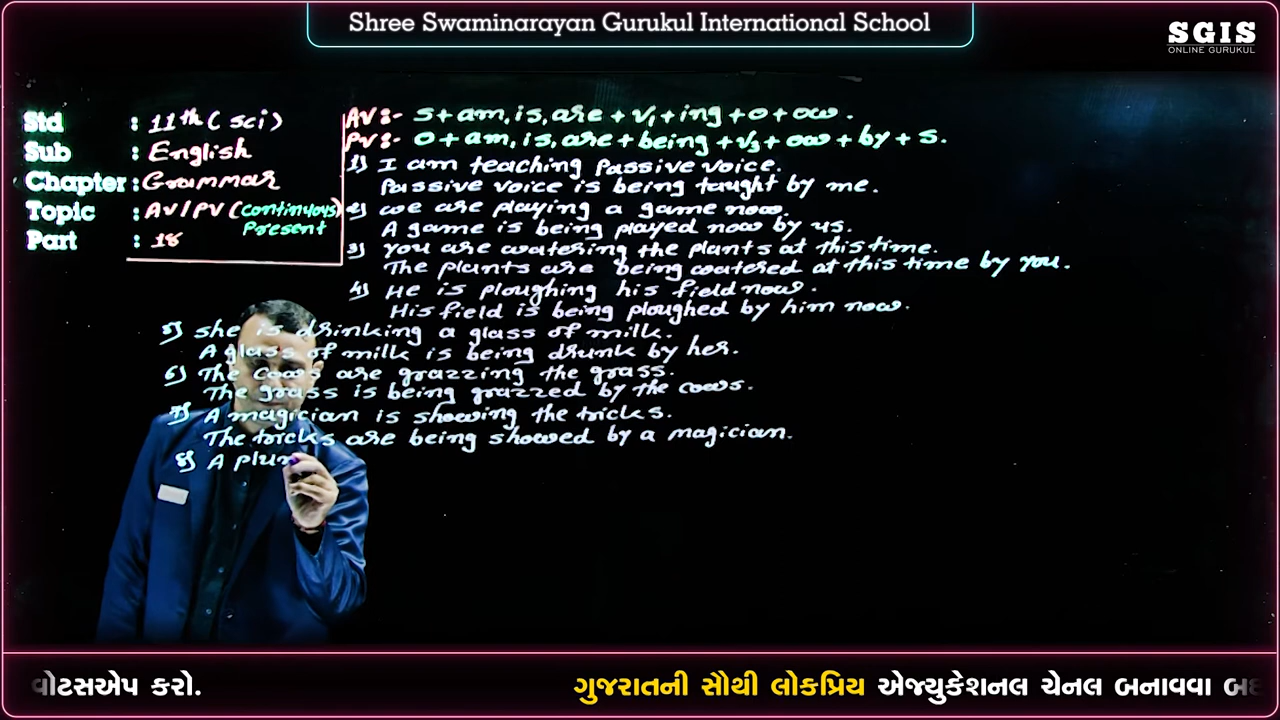 Shree Swaminarayan Gurukul International School
SGIS
ONLINE GURUKUL
Std : 11th (Sci)
Sub : English
Chapter : Grammar
Topic : AV/PV (Continuous Present
Part : 18
AV:- S + am, is, are + V1 + ing + O + OW.
PV:- O + am, is, are + being + V3 + OW + by + S.
1) I am teaching Passive voice.
Passive voice is being taught by me.
2) We are playing a game now.
A game is being played now by us.
3) You are watering the plants at this time.
The plants are being watered at this time by you.
4) He is ploughing his field now.
His field is being ploughed by him now.
5) She is drinking a glass of milk.
A glass of milk is being drunk by her.
6) The cows are grazzing the grass.
The grass is being grazzed by the cows.
7) A magician is showing the tricks.
The tricks are being showed by a magician.
8) A plum
વોટસએપ કરો. ગુજરાતની સૌથી લોકપ્રિય એજ્યુકેશનલ ચેનલ બનાવવા